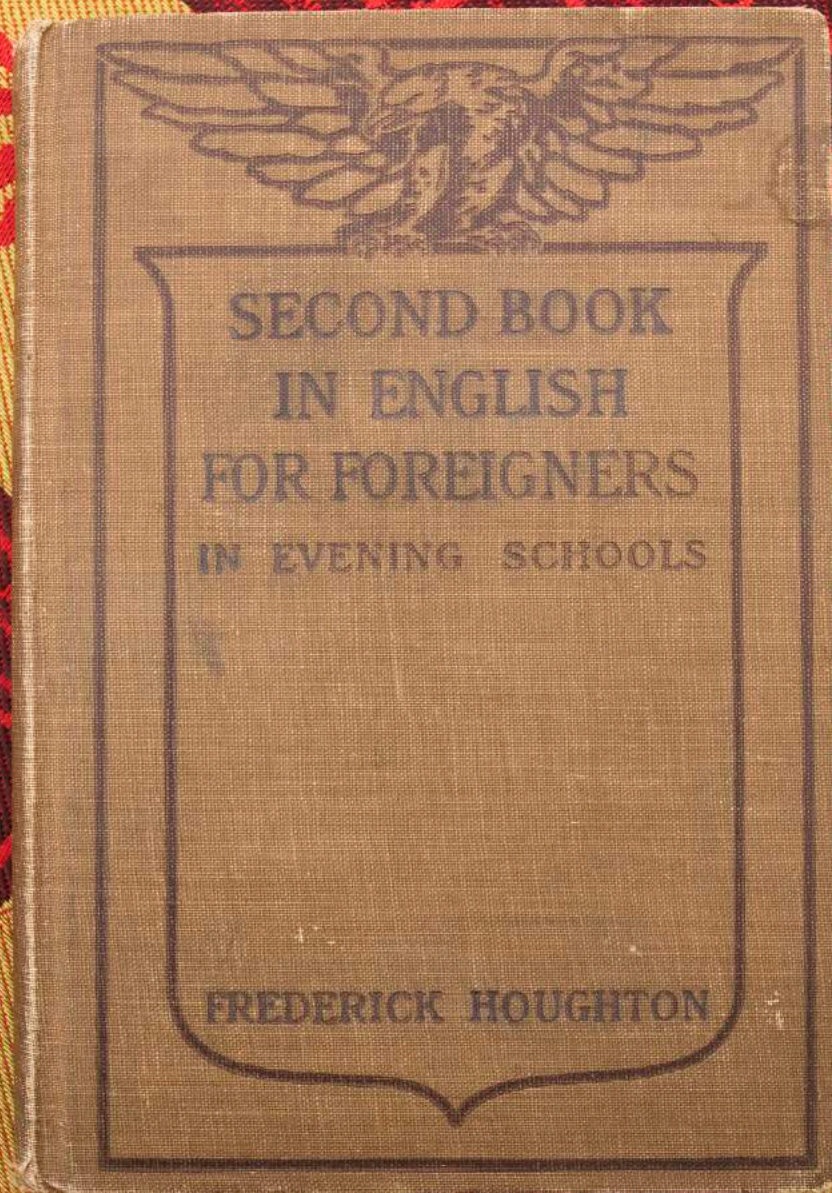 SECOND BOOK
IN ENGLISH
FOR FOREIGNERS
IN EVENING SCHOOLS
FREDERICK HOUGHTON